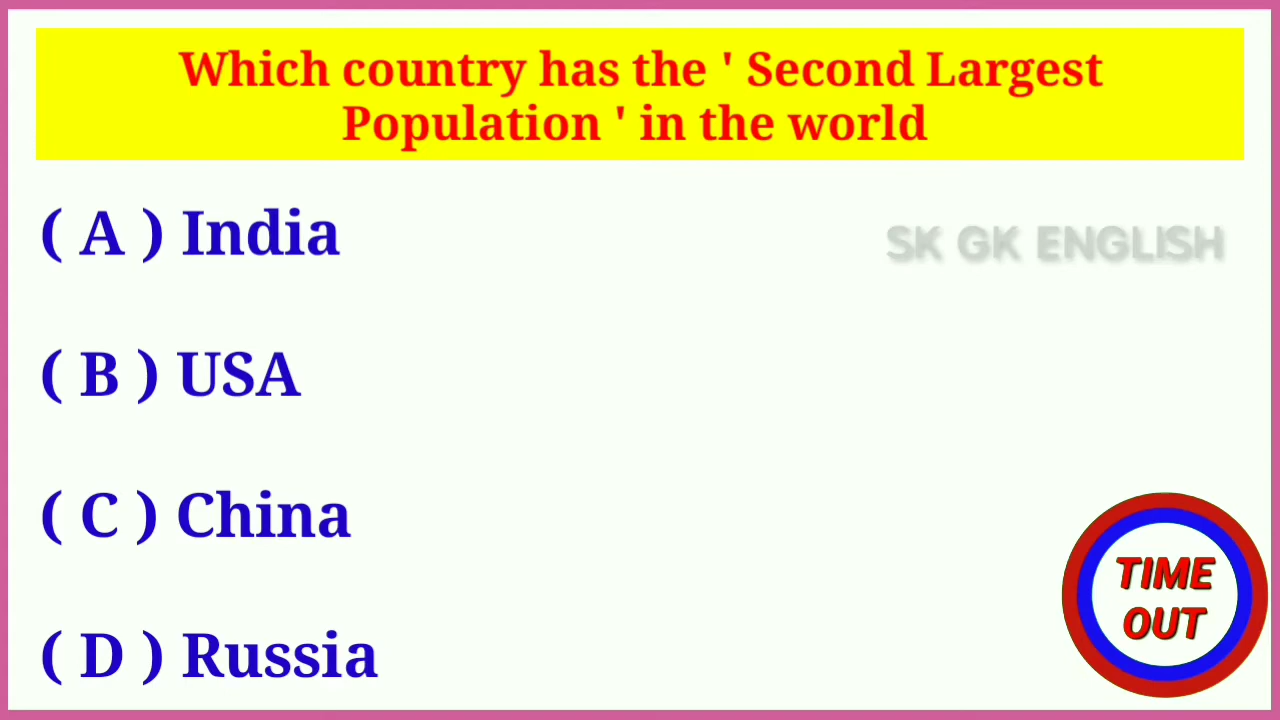 Which country has the ' Second Largest
Population ' in the world
( A ) India
SK GK ENGLISH
( B ) USA
( C ) China
TIME
OUT
( D ) Russia